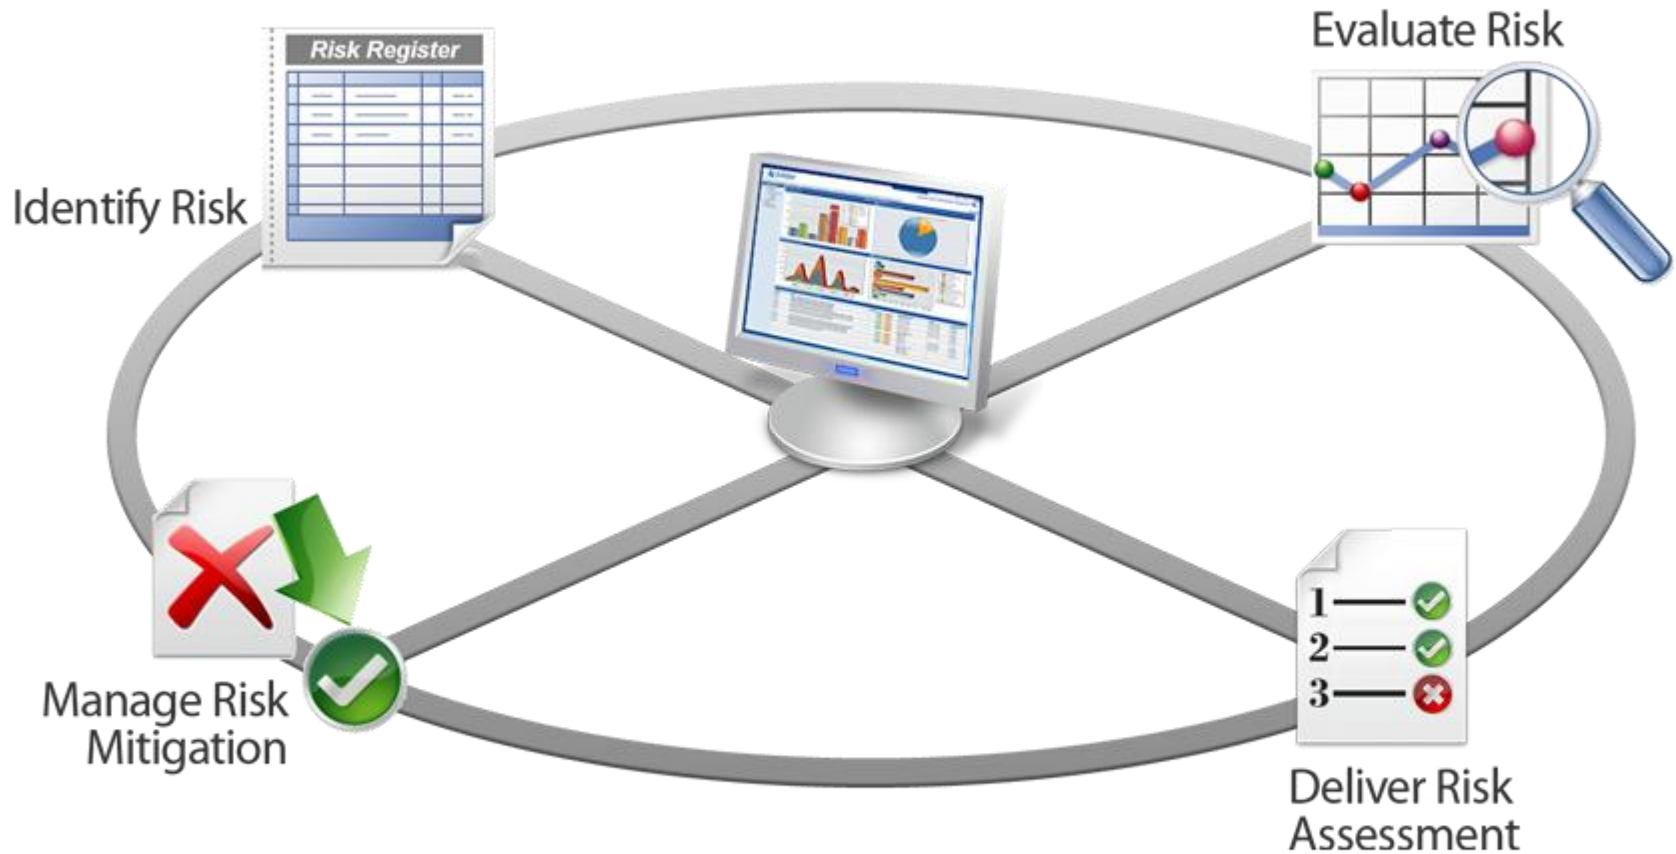 Evaluate Risk
Risk Register
Identify Risk
1
2
3
Manage Risk
Mitigation
Deliver Risk
Assessment